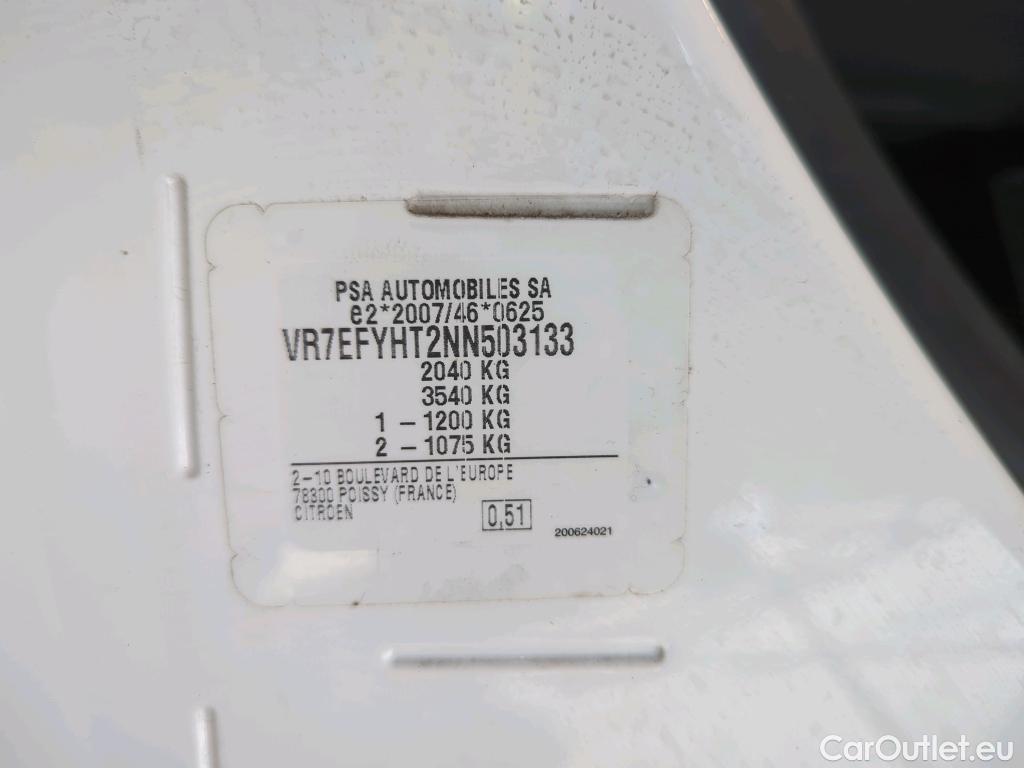 PSA AUTOMOBILES SA
e2*2007/46*0625
VR7EFYHT2NN503133
2040 KG
3540 KG
1 - 1200 KG
2 - 1075 KG
2-10 BOULEVARD DE L'EUROPE
78300 POISSY (FRANCE)
CITROEN
0,51
200624021
CarOutlet.eu